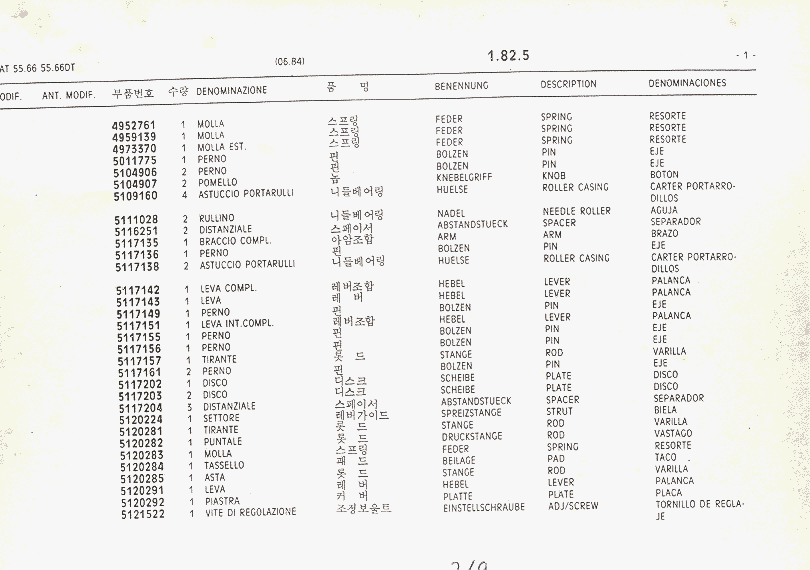 AT 55.66 55.66DT (06.84) 1.82.5 - 1 -
ODIF. ANT. MODIF. 부품번호 수량 DENOMINAZIONE 품 명 BENENNUNG DESCRIPTION DENOMINACIONES
4952761 1 MOLLA 스프링 FEDER SPRING RESORTE
4959139 1 MOLLA 스프링 FEDER SPRING RESORTE
4973370 1 MOLLA EST. 스프링 FEDER SPRING RESORTE
5011775 1 PERNO 핀 BOLZEN PIN EJE
5104906 2 PERNO 핀 BOLZEN PIN EJE
5104907 2 POMELLO 놉 KNEBELGRIFF KNOB BOTON
5109160 4 ASTUCCIO PORTARULLI 니들베어링 HUELSE ROLLER CASING CARTER PORTARRO-
DILLOS
5111028 2 RULLINO 니들베어링 NADEL NEEDLE ROLLER AGUJA
5116251 2 DISTANZIALE 스페이서 ABSTANDSTUECK SPACER SEPARADOR
5117135 1 BRACCIO COMPL. 아암조합 ARM ARM BRAZO
5117136 1 PERNO 핀 BOLZEN PIN EJE
5117138 2 ASTUCCIO PORTARULLI 니들베어링 HUELSE ROLLER CASING CARTER PORTARRO-
DILLOS
5117142 1 LEVA COMPL. 레버조합 HEBEL LEVER PALANCA
5117143 1 LEVA 레 버 HEBEL LEVER PALANCA
5117149 1 PERNO 핀 BOLZEN PIN EJE
5117151 1 LEVA INT.COMPL. 레버조합 HEBEL LEVER PALANCA
5117155 1 PERNO 핀 BOLZEN PIN EJE
5117156 1 PERNO 핀 BOLZEN PIN EJE
5117157 1 TIRANTE 롯 드 STANGE ROD VARILLA
5117161 2 PERNO 핀 BOLZEN PIN EJE
5117202 1 DISCO 디스크 SCHEIBE PLATE DISCO
5117203 2 DISCO 디스크 SCHEIBE PLATE DISCO
5117204 3 DISTANZIALE 스페이서 ABSTANDSTUECK SPACER SEPARADOR
5120224 1 SETTORE 레버가이드 SPREIZSTANGE STRUT BIELA
5120281 1 TIRANTE 롯 드 STANGE ROD VARILLA
5120282 1 PUNTALE 롯 드 DRUCKSTANGE ROD VASTAGO
5120283 1 MOLLA 스프링 FEDER SPRING RESORTE
5120284 1 TASSELLO 패 드 BEILAGE PAD TACO
5120285 1 ASTA 롯 드 STANGE ROD VARILLA
5120291 1 LEVA 레 버 HEBEL LEVER PALANCA
5120292 1 PIASTRA 커 버 PLATTE PLATE PLACA
5121522 1 VITE DI REGOLAZIONE 조정보울트 EINSTELLSCHRAUBE ADJ/SCREW TORNILLO DE REGLA-
JE